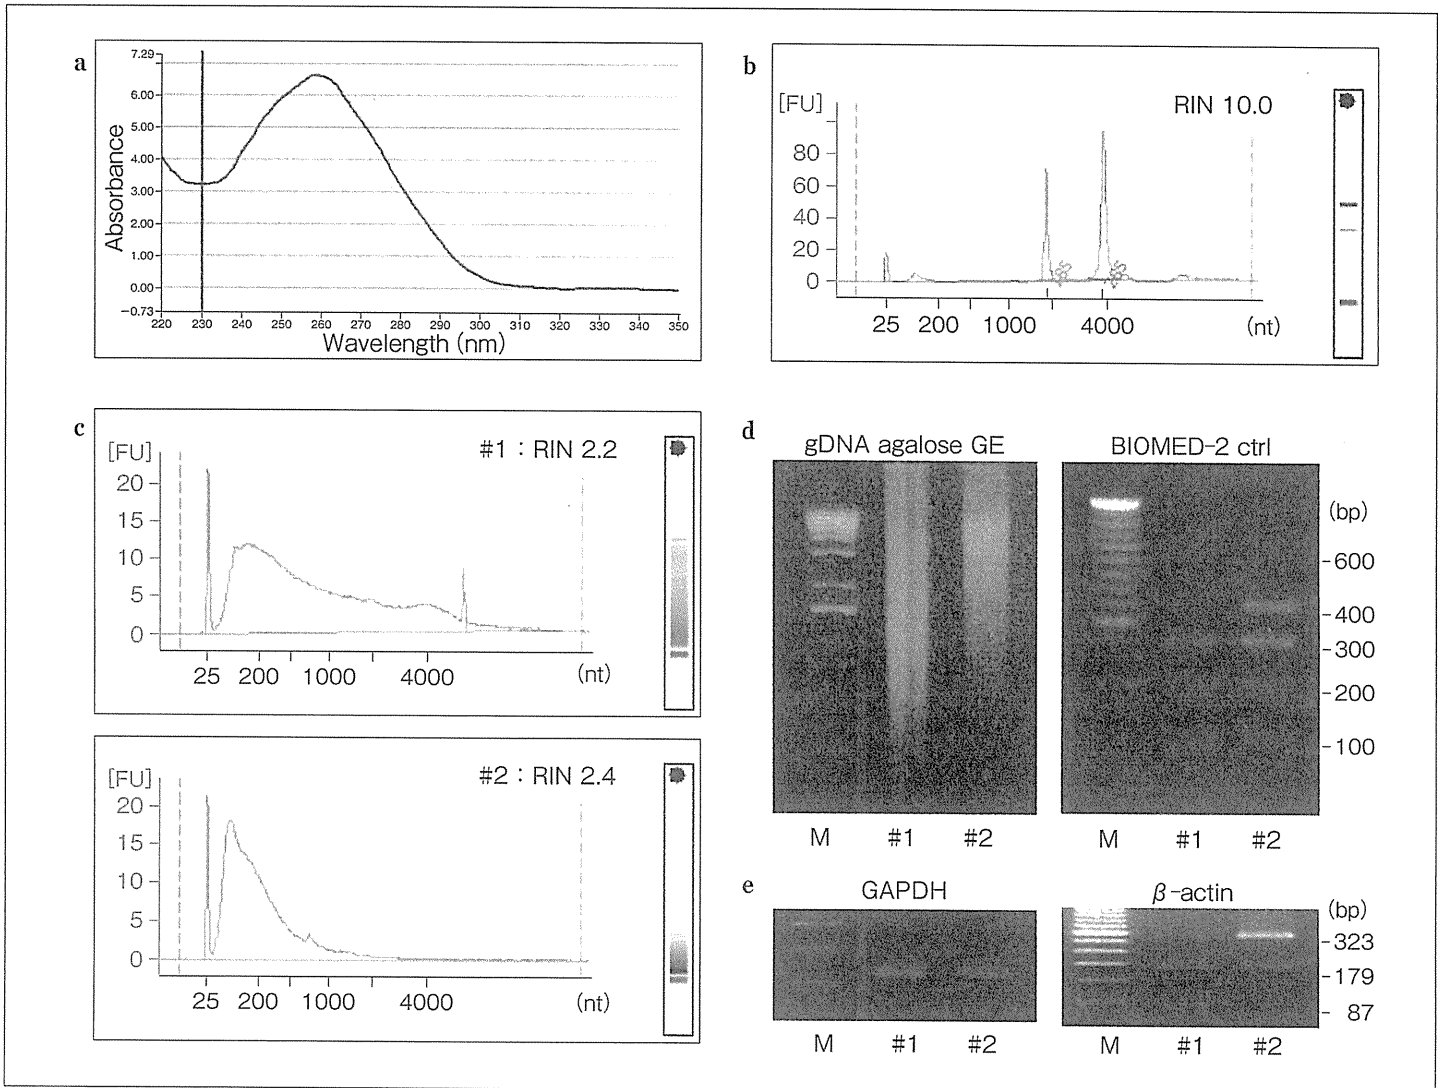 a
7.29
6.00
5.00
4.00
3.00
2.00
1.00
0.00
−0.73
Absorbance
220 230 240 250 260 270 280 290 300 310 320 330 340 350
Wavelength (nm)
b
[FU]
RIN 10.0
80
60
40
20
0
25 200 1000 4000 (nt)
c
[FU]
#1 : RIN 2.2
20
15
10
5
0
25 200 1000 4000 (nt)
[FU]
#2 : RIN 2.4
20
15
10
5
0
25 200 1000 4000 (nt)
d
gDNA agalose GE
BIOMED-2 ctrl
(bp)
600
400
300
200
100
M #1 #2
M #1 #2
e
GAPDH
β-actin
(bp)
323
179
87
M #1 #2
M #1 #2